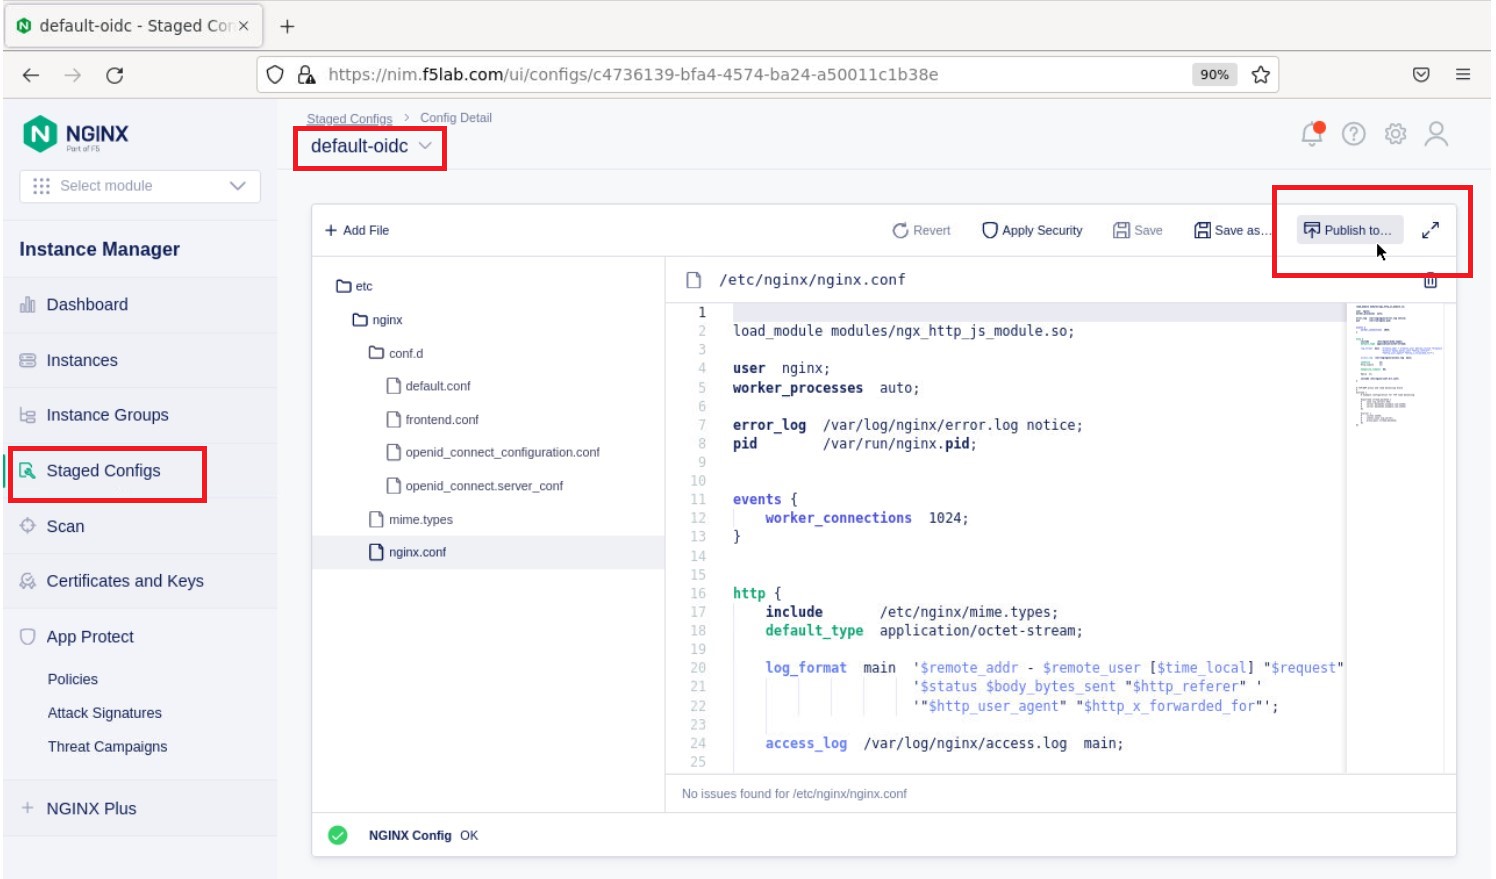 default-oidc - Staged Con
https://nim.f5lab.com/ui/configs/c4736139-bfa4-4574-ba24-a50011c1b38e
90%
NGINX
Part of F5
Select module
Instance Manager
Dashboard
Instances
Instance Groups
Staged Configs
Scan
Certificates and Keys
App Protect
Policies
Attack Signatures
Threat Campaigns
NGINX Plus
Staged Configs > Config Detail
default-oidc
+ Add File
Revert
Apply Security
Save
Save as...
Publish to...
etc
nginx
conf.d
default.conf
frontend.conf
openid_connect_configuration.conf
openid_connect.server_conf
mime.types
nginx.conf
/etc/nginx/nginx.conf
1
2 load_module modules/ngx_http_js_module.so;
3
4 user  nginx;
5 worker_processes  auto;
6
7 error_log  /var/log/nginx/error.log notice;
8 pid        /var/run/nginx.pid;
9
10
11 events {
12     worker_connections  1024;
13 }
14
15
16 http {
17     include       /etc/nginx/mime.types;
18     default_type  application/octet-stream;
19
20     log_format  main  '$remote_addr - $remote_user [$time_local] "$request"
21                       '$status $body_bytes_sent "$http_referer" '
22                       '"$http_user_agent" "$http_x_forwarded_for"';
23
24     access_log  /var/log/nginx/access.log  main;
25
No issues found for /etc/nginx/nginx.conf
NGINX Config OK